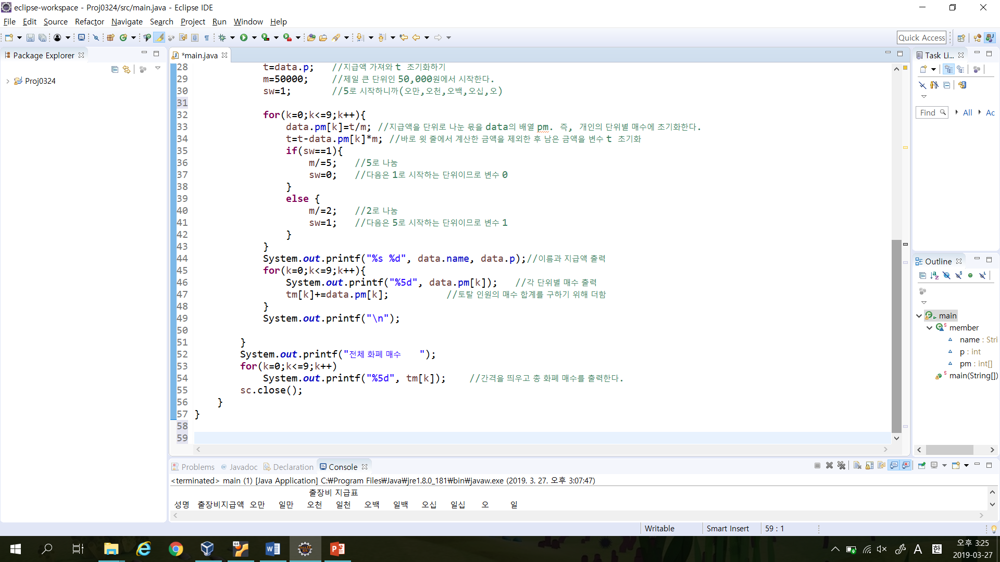 eclipse-workspace - Proj0324/src/main.java - Eclipse IDE
File Edit Source Refactor Navigate Search Project Run Window Help
Quick Access
Package Explorer
Proj0324
*main.java
28 t=data.p; //지급액 가져와 t 초기화하기
29 m=50000; //제일 큰 단위인 50,000원에서 시작한다.
30 sw=1; //5로 시작하니까(오만,오천,오백,오십,오)
31
32 for(k=0;k<=9;k++){
33 data.pm[k]=t/m; //지급액을 단위로 나눈 몫을 data의 배열 pm. 즉, 개인의 단위별 매수에 초기화한다.
34 t=t-data.pm[k]*m; //바로 윗 줄에서 계산한 금액을 제외한 후 남은 금액을 변수 t 초기화
35 if(sw==1){
36 m/=5; //5로 나눔
37 sw=0; //다음은 1로 시작하는 단위이므로 변수 0
38 }
39 else {
40 m/=2; //2로 나눔
41 sw=1; //다음은 5로 시작하는 단위이므로 변수 1
42 }
43 }
44 System.out.printf("%s %d", data.name, data.p);//이름과 지급액 출력
45 for(k=0;k<=9;k++){
46 System.out.printf("%5d", data.pm[k]); //각 단위별 매수 출력
47 tm[k]+=data.pm[k]; //토탈 인원의 매수 합계를 구하기 위해 더함
48 }
49 System.out.printf("\n");
50
51 }
52 System.out.printf("전체 화폐 매수    ");
53 for(k=0;k<=9;k++)
54 System.out.printf("%5d", tm[k]); //간격을 띄우고 총 화폐 매수를 출력한다.
55 sc.close();
56 }
57 }
58
59
Task Li...
Find All Ac
Outline
main
member
name : Stri
p : int
pm : int[]
main(String[])
Problems Javadoc Declaration Console
<terminated> main (1) [Java Application] C:₩Program Files₩Java₩jre1.8.0_181₩bin₩javaw.exe (2019. 3. 27. 오후 3:07:47)
출장비 지급표
성명 출장비지급액 오만 일만 오천 일천 오백 일백 오십 일십 오 일
Writable Smart Insert 59 : 1
A 한 오후 3:25
2019-03-27